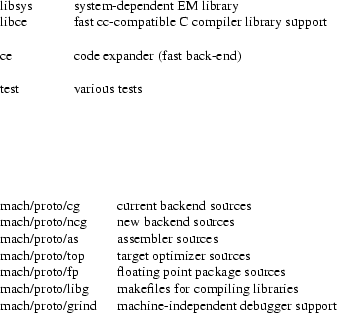 libsys system-dependent EM library
libce fast cc-compatible C compiler library support
ce code expander (fast back-end)
test various tests
mach/proto/cg current backend sources
mach/proto/ncg new backend sources
mach/proto/as assembler sources
mach/proto/top target optimizer sources
mach/proto/fp floating point package sources
mach/proto/libg makefiles for compiling libraries
mach/proto/grind machine-independent debugger support